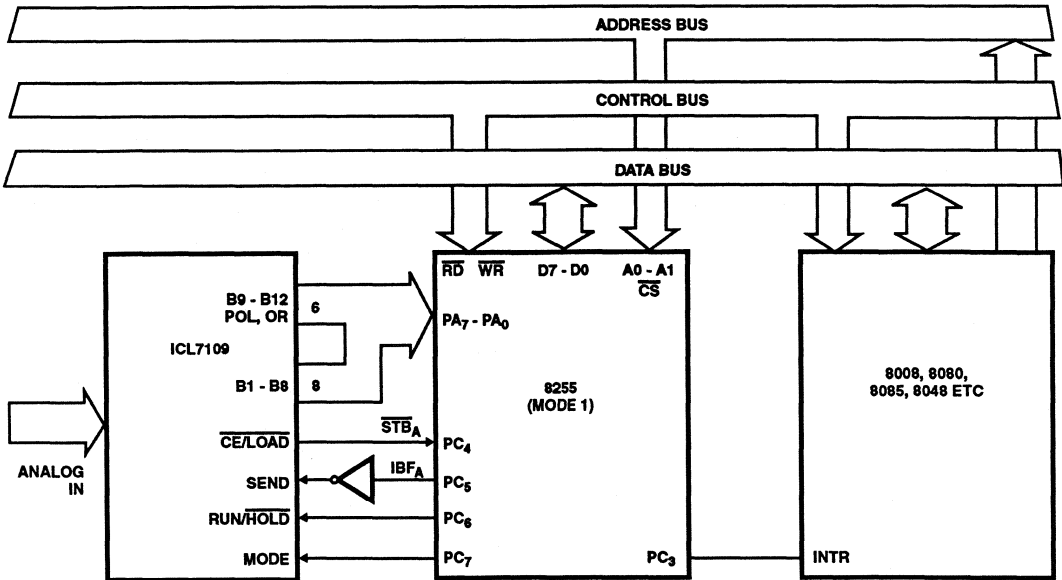 ADDRESS BUS
CONTROL BUS
DATA BUS
ICL7109
B9 - B12
POL, OR
6
B1 - B8
8
CE/LOAD
SEND
RUN/HOLD
MODE
ANALOG
IN
STBA
IBFA
RD WR
D7 - D0
A0 - A1
CS
PA7 - PA0
8255
(MODE 1)
PC4
PC5
PC6
PC7
PC3
8008, 8080,
8085, 8048 ETC
INTR